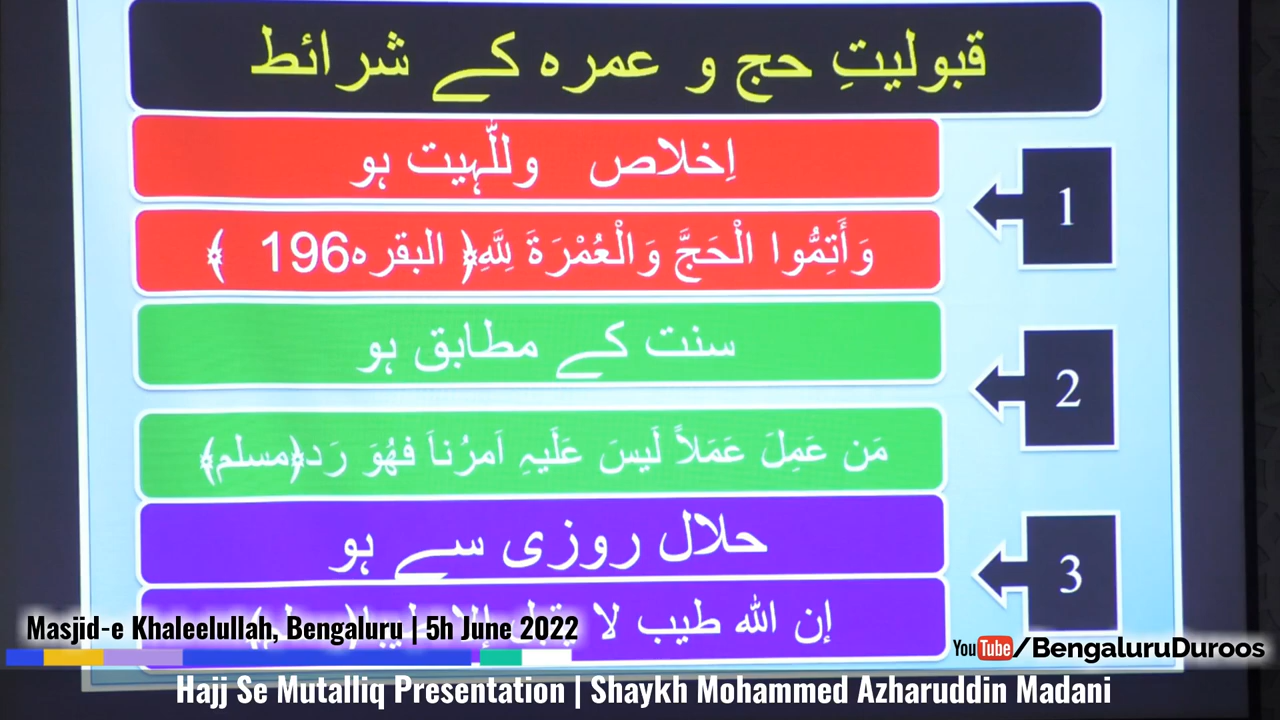 قبولیتِ حج و عمرہ کے شرائط
اِخلاص وللّہیت ہو
1
وَأَتِمُّوا الْحَجَّ وَالْعُمْرَةَ لِلَّهِ﴿ البقرہ196 ﴾
سنت کے مطابق ہو
2
مَن عَمِلَ عَمَلاً لَیسَ عَلَیہِ اَمرُناَ فهُوَ رَد﴿مسلم﴾
حلال روزی سے ہو
3
إن الله طيب لا
Masjid-e Khaleelullah, Bengaluru | 5h June 2022
YouTube/BengaluruDuroos
Hajj Se Mutalliq Presentation | Shaykh Mohammed Azharuddin Madani